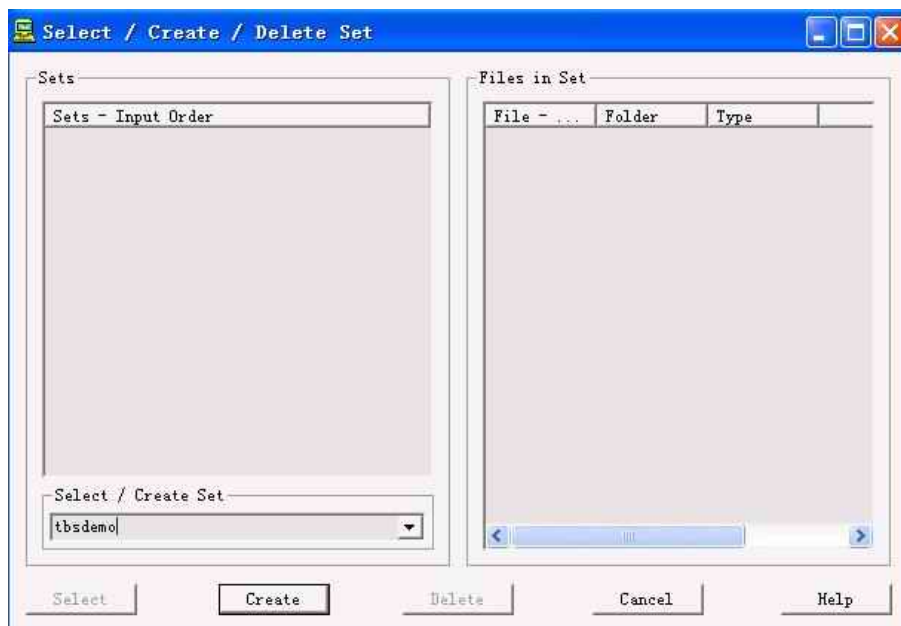 Select / Create / Delete Set
Sets
Sets - Input Order
Select / Create Set
tbsdemo
Files in Set
File - ... Folder Type
Select Create Delete Cancel Help